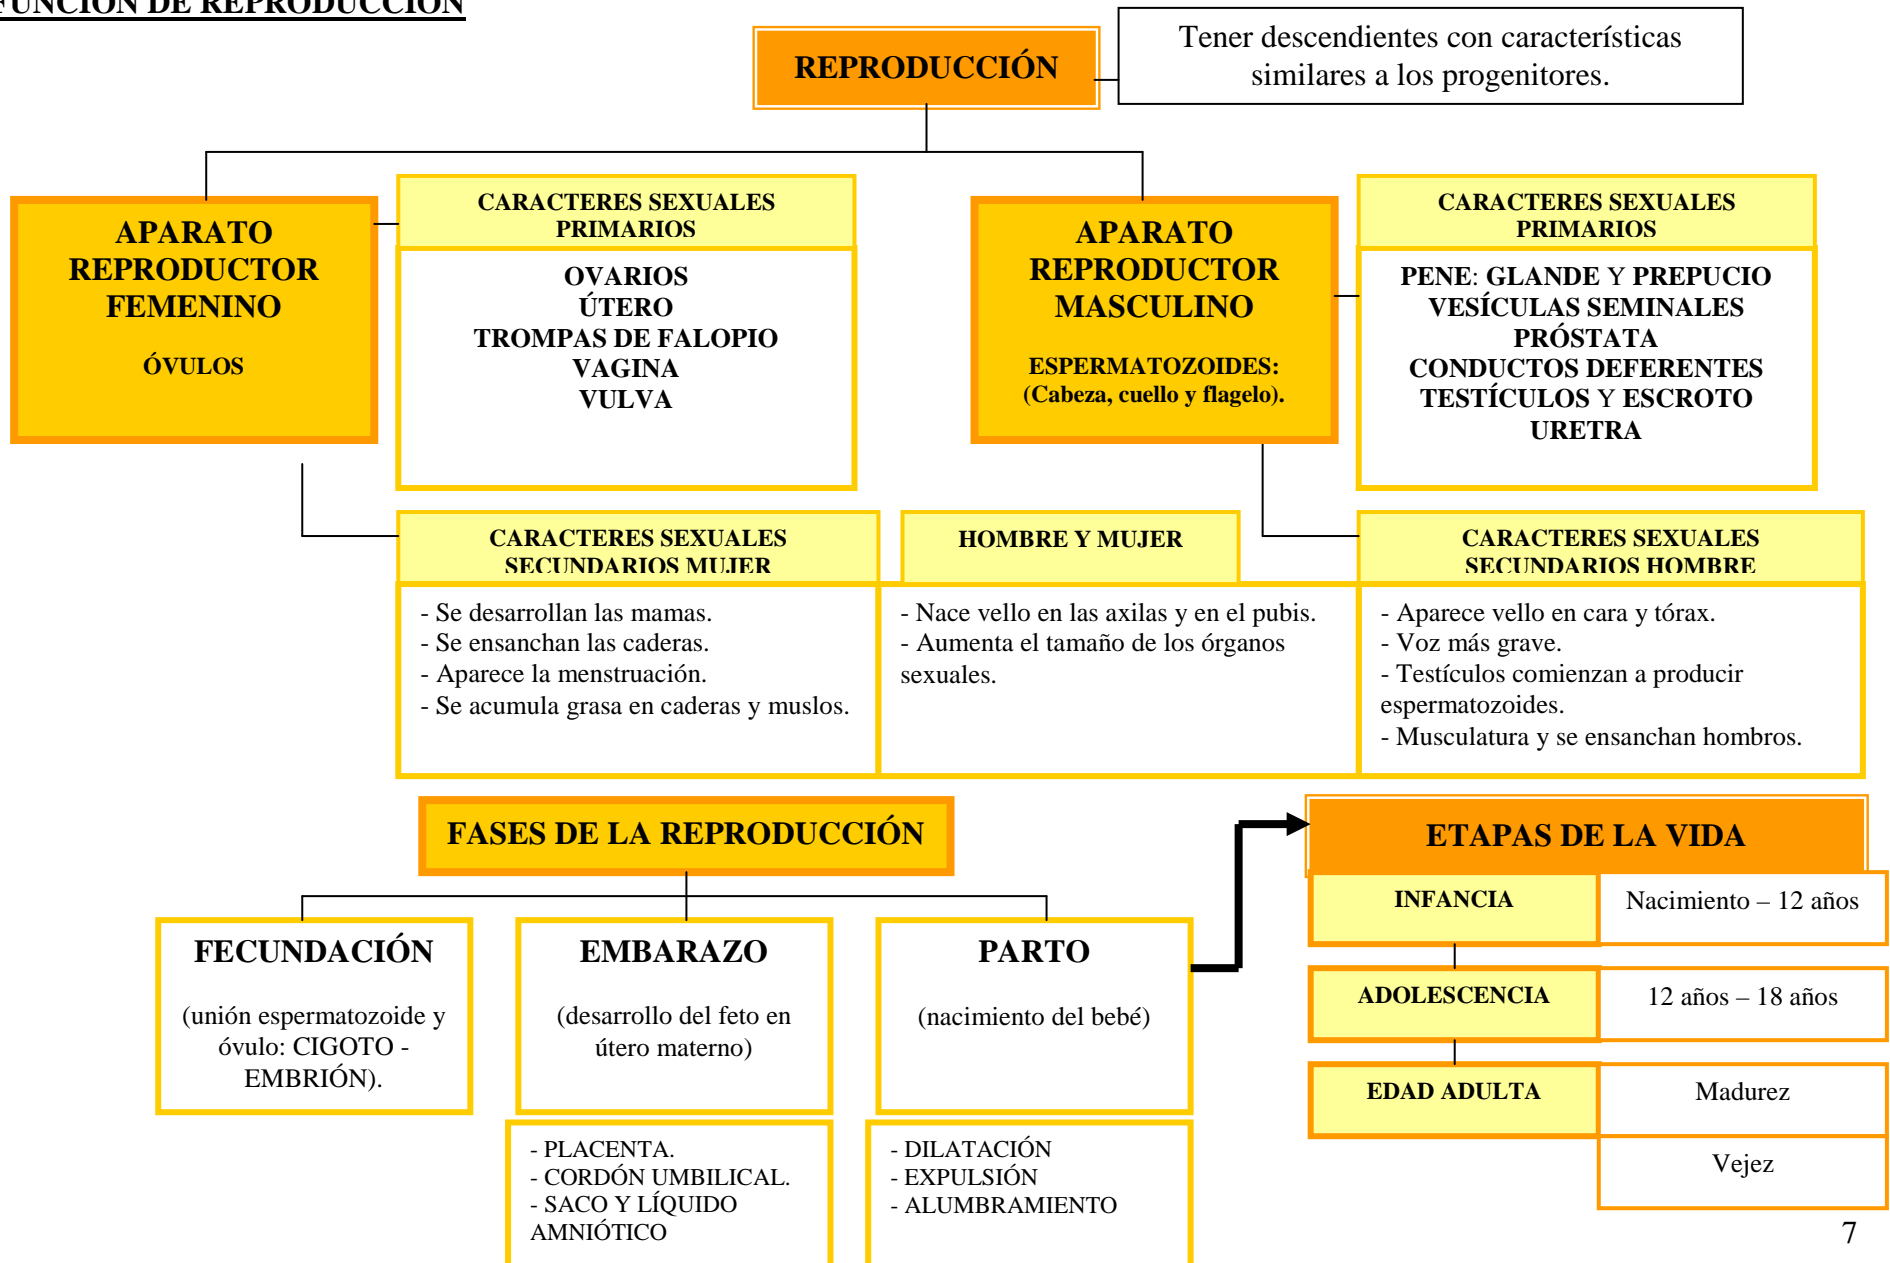 FUNCIÓN DE REPRODUCCIÓN
REPRODUCCIÓN
Tener descendientes con características
similares a los progenitores.
APARATO
REPRODUCTOR
FEMENINO
ÓVULOS
CARACTERES SEXUALES
PRIMARIOS
OVARIOS
ÚTERO
TROMPAS DE FALOPIO
VAGINA
VULVA
APARATO
REPRODUCTOR
MASCULINO
ESPERMATOZOIDES:
(Cabeza, cuello y flagelo).
CARACTERES SEXUALES
PRIMARIOS
PENE: GLANDE Y PREPUCIO
VESÍCULAS SEMINALES
PRÓSTATA
CONDUCTOS DEFERENTES
TESTÍCULOS Y ESCROTO
URETRA
CARACTERES SEXUALES
SECUNDARIOS MUJER
- Se desarrollan las mamas.
- Se ensanchan las caderas.
- Aparece la menstruación.
- Se acumula grasa en caderas y muslos.
HOMBRE Y MUJER
- Nace vello en las axilas y en el pubis.
- Aumenta el tamaño de los órganos
sexuales.
CARACTERES SEXUALES
SECUNDARIOS HOMBRE
- Aparece vello en cara y tórax.
- Voz más grave.
- Testículos comienzan a producir
espermatozoides.
- Musculatura y se ensanchan hombros.
FASES DE LA REPRODUCCIÓN
FECUNDACIÓN
(unión espermatozoide y
óvulo: CIGOTO -
EMBRIÓN).
EMBARAZO
(desarrollo del feto en
útero materno)
- PLACENTA.
- CORDÓN UMBILICAL.
- SACO Y LÍQUIDO
AMNIÓTICO
PARTO
(nacimiento del bebé)
- DILATACIÓN
- EXPULSIÓN
- ALUMBRAMIENTO
ETAPAS DE LA VIDA
INFANCIA
Nacimiento – 12 años
ADOLESCENCIA
12 años – 18 años
EDAD ADULTA
Madurez
Vejez
7